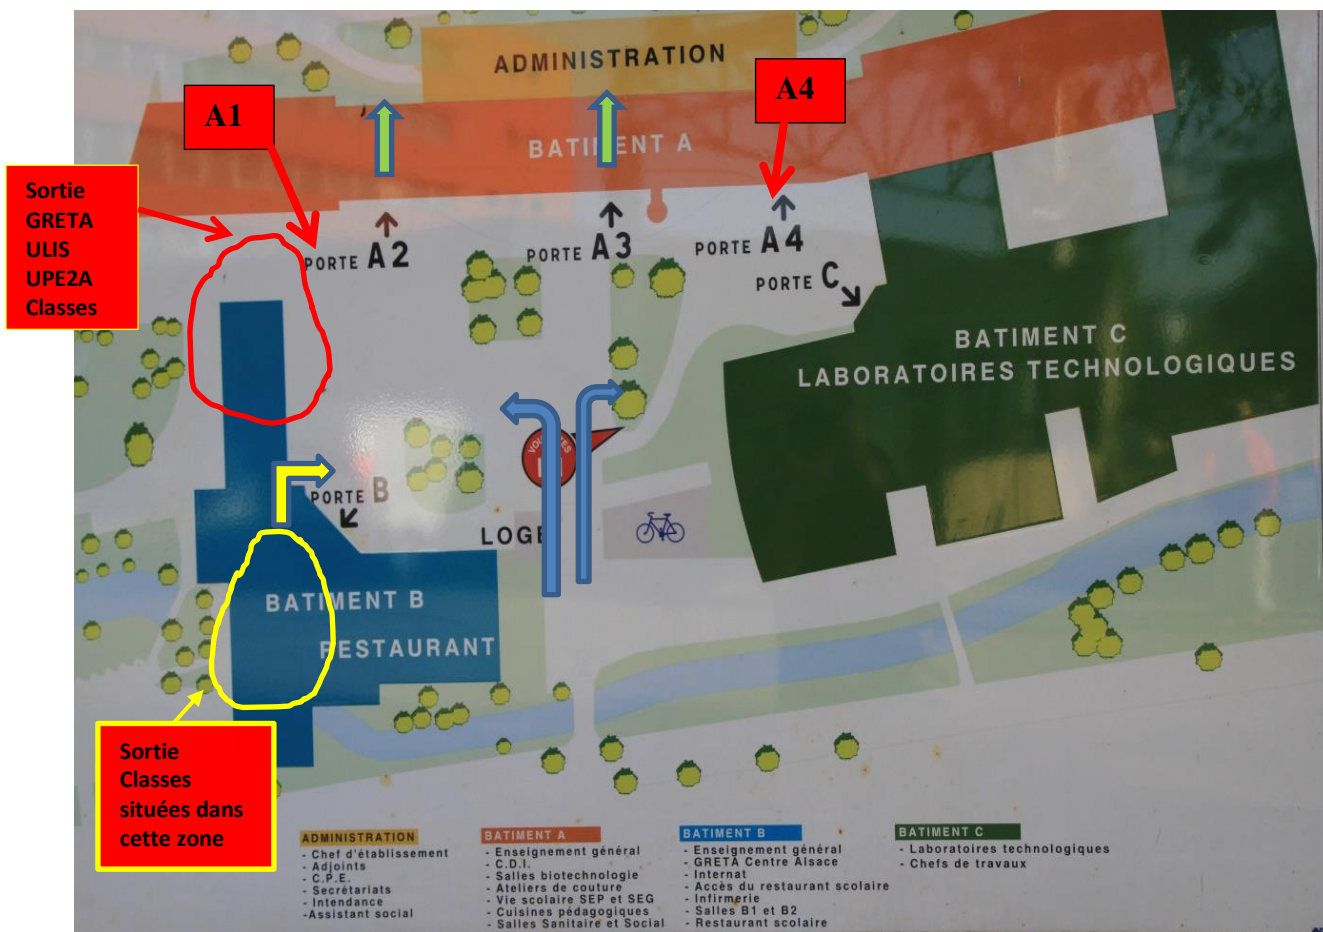 ADMINISTRATION
A1
A4
BATIMENT A
Sortie
GRETA
ULIS
UPE2A
Classes
PORTE A2
PORTE A3
PORTE A4
PORTE C
BATIMENT C
LABORATOIRES TECHNOLOGIQUES
PORTE B
LOGE
BATIMENT B
RESTAURANT
Sortie
Classes
situées dans
cette zone
ADMINISTRATION
- Chef d'établissement
- Adjoints
- C.P.E.
- Secrétariats
- Intendance
-Assistant social
BATIMENT A
- Enseignement général
- C.D.I.
- Salles biotechnologie
- Ateliers de couture
- Vie scolaire SEP et SEG
- Cuisines pédagogiques
- Salles Sanitaire et Social
BATIMENT B
- Enseignement général
- GRETA Centre Alsace
- Internat
- Accès du restaurant scolaire
- Infirmerie
- Salles B1 et B2
- Restaurant scolaire
BATIMENT C
- Laboratoires technologiques
- Chefs de travaux